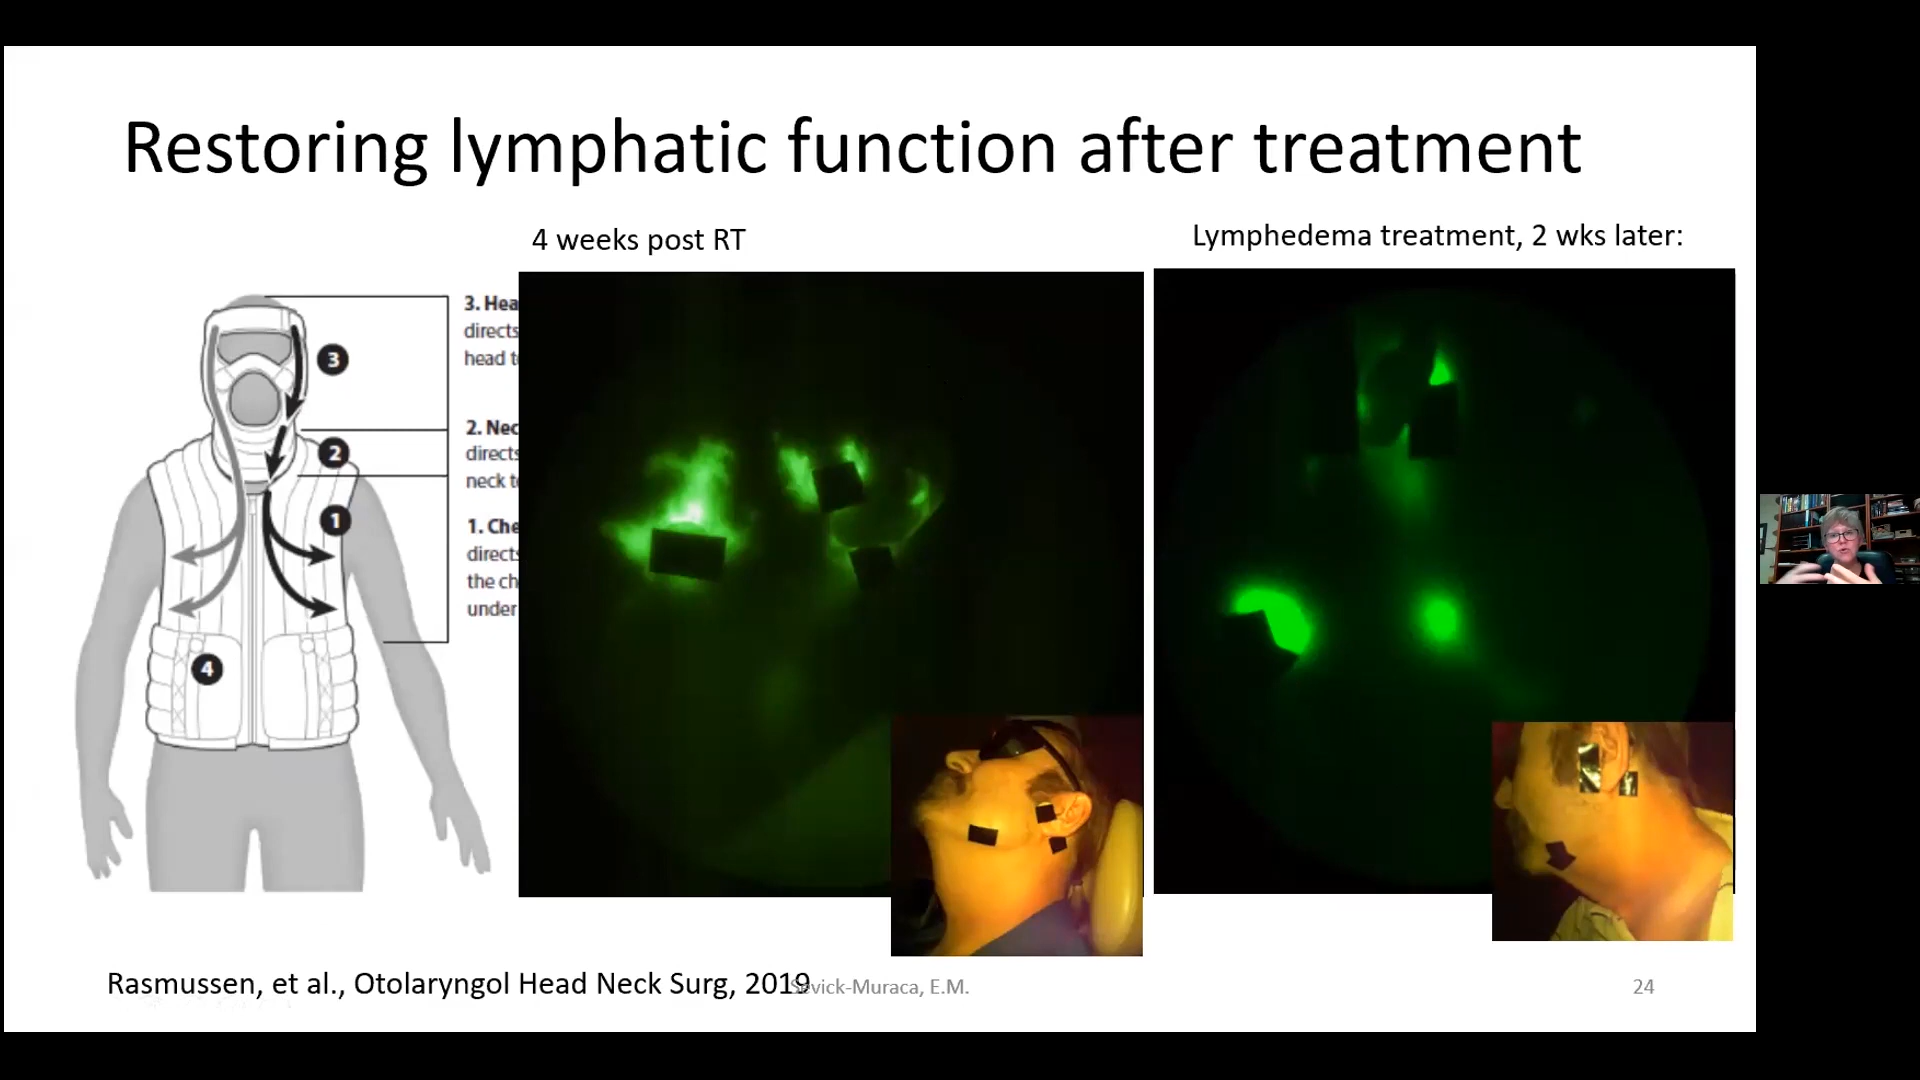 Restoring lymphatic function after treatment
4 weeks post RT
Lymphedema treatment, 2 wks later:
3
2
1
4
3. Hea
directs
head t
2. Nec
directs
neck t
1. Che
directs
the ch
under
Rasmussen, et al., Otolaryngol Head Neck Surg, 2019
Sevick-Muraca, E.M.
24